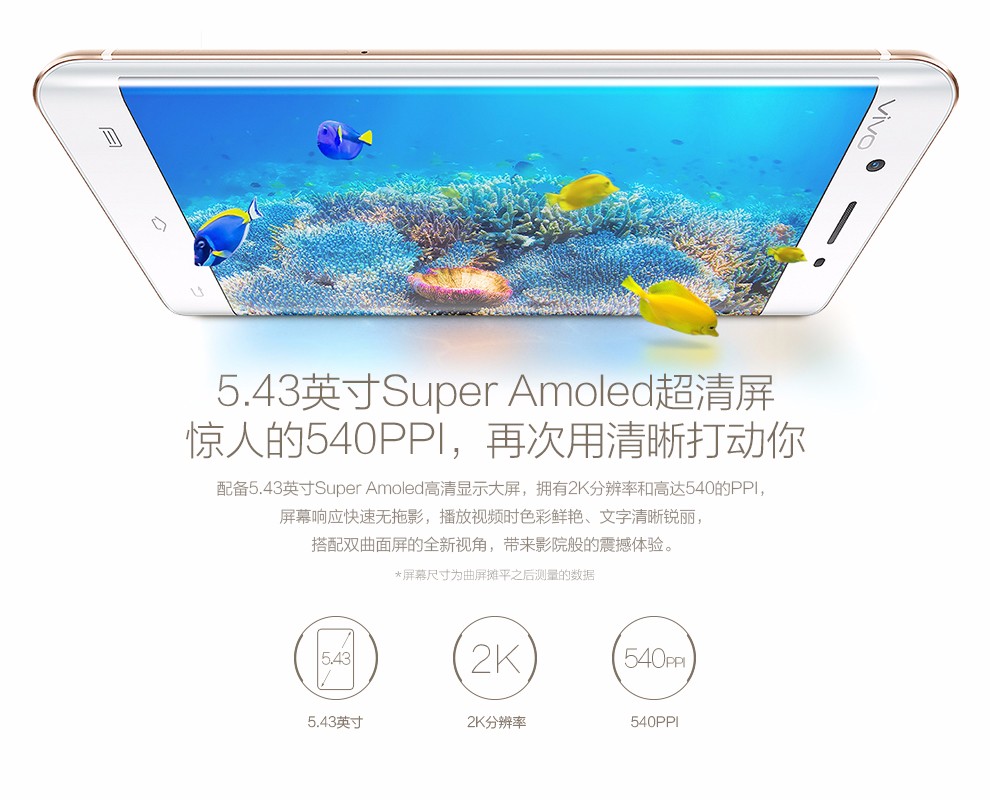 vivo
5.43英寸Super Amoled超清屏
惊人的540PPI，再次用清晰打动你
配备5.43英寸Super Amoled高清显示大屏，拥有2K分辨率和高达540的PPI，
屏幕响应快速无拖影，播放视频时色彩鲜艳、文字清晰锐丽，
搭配双曲面屏的全新视角，带来影院般的震撼体验。
*屏幕尺寸为曲屏摊平之后测量的数据
5.43
2K
540PPI
5.43英寸
2K分辨率
540PPI